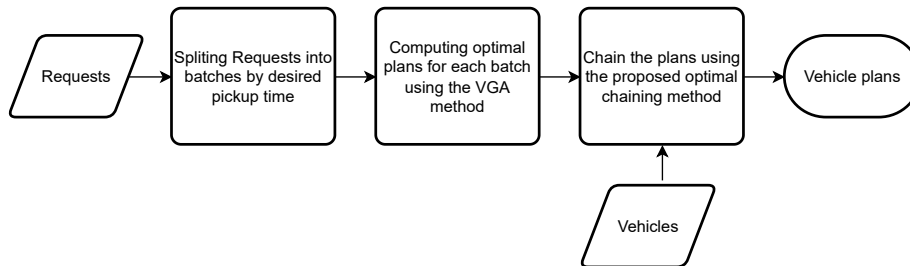 Requests
Spliting Requests into
batches by desired
pickup time
Computing optimal
plans for each batch
using the VGA
method
Chain the plans using
the proposed optimal
chaining method
Vehicle plans
Vehicles